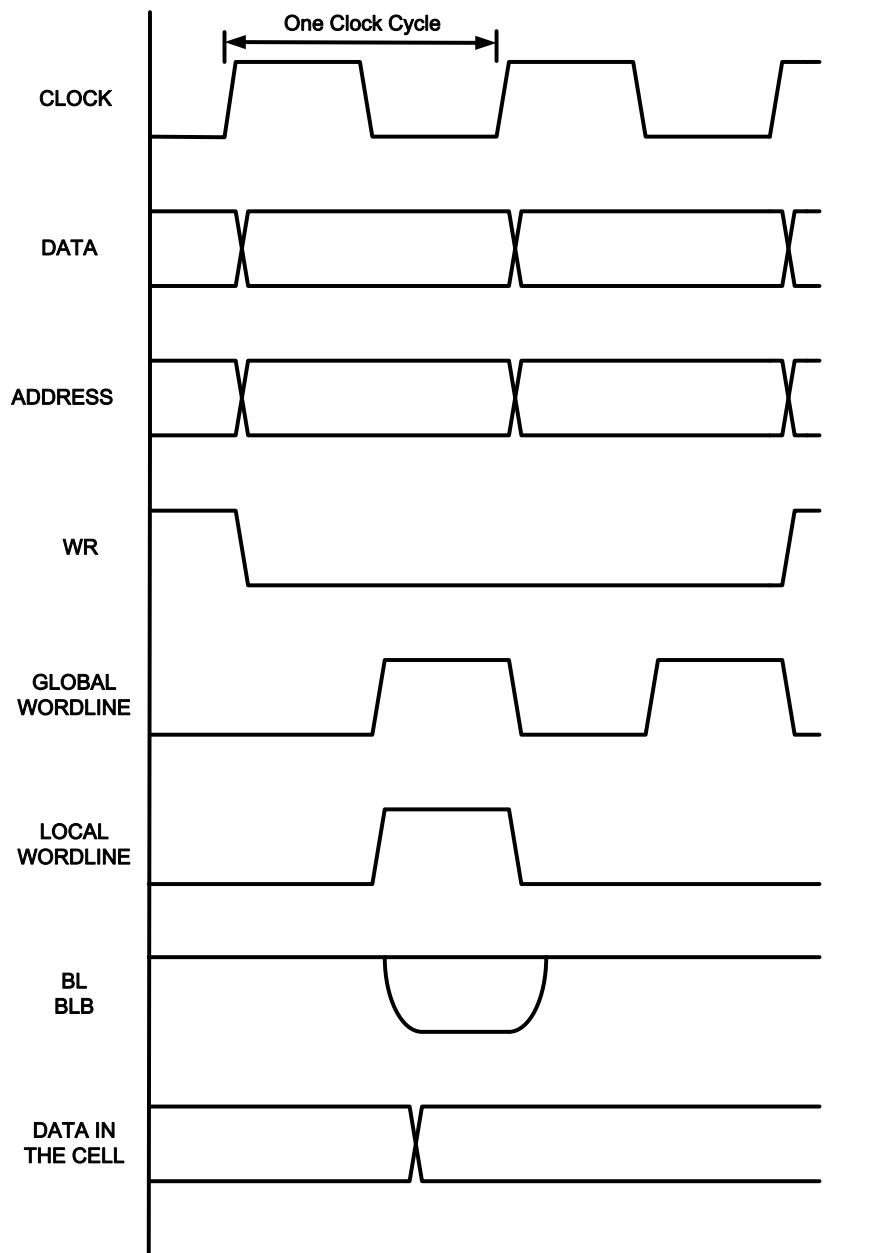 One Clock Cycle
CLOCK
DATA
ADDRESS
WR
GLOBAL
WORDLINE
LOCAL
WORDLINE
BL
BLB
DATA IN
THE CELL